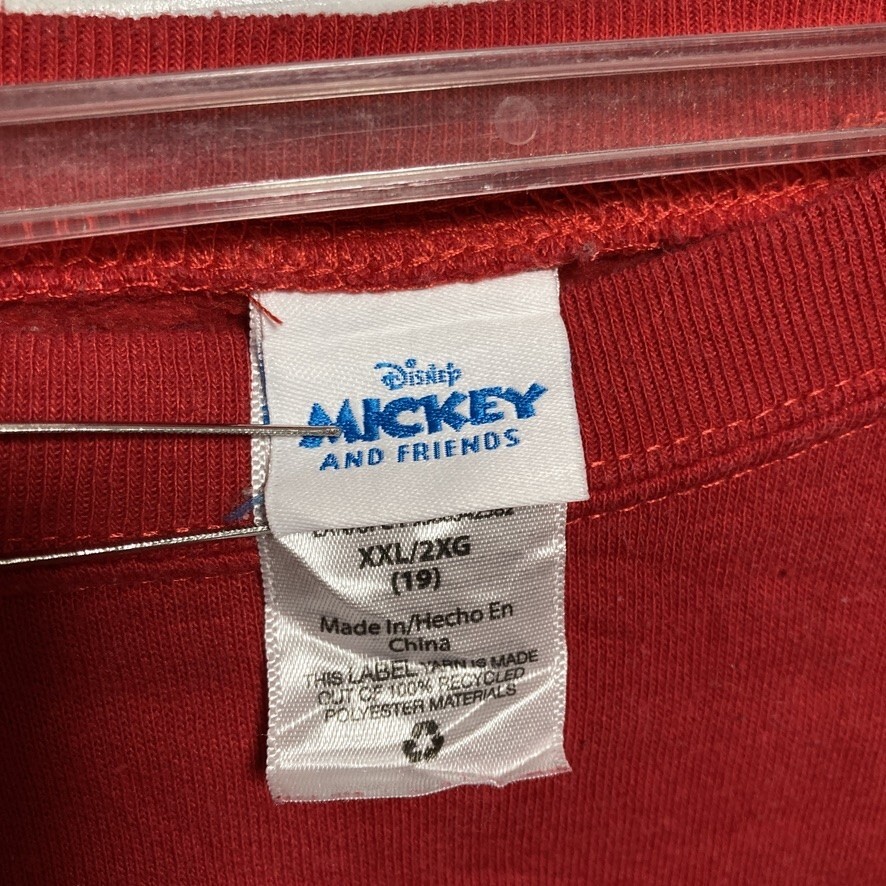 Disney
MICKEY
AND FRIENDS
XXL/2XG
(19)
Made In/Hecho En
China
THIS LABEL YARN IS MADE
OUT OF 100% RECYCLED
POLYESTER MATERIALS